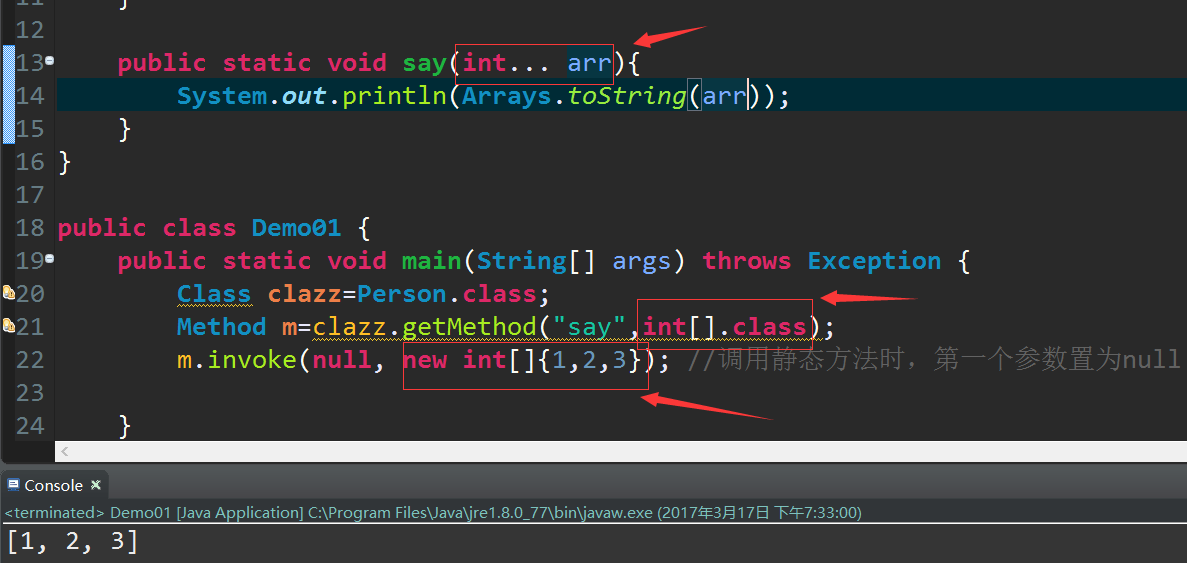 11    }
12
13    public static void say(int... arr){
14        System.out.println(Arrays.toString(arr));
15    }
16 }
17
18 public class Demo01 {
19    public static void main(String[] args) throws Exception {
20        Class clazz=Person.class;
21        Method m=clazz.getMethod("say",int[].class);
22        m.invoke(null, new int[]{1,2,3}); //调用静态方法时，第一个参数置为null
23
24    }
Console
<terminated> Demo01 [Java Application] C:\Program Files\Java\jre1.8.0_77\bin\javaw.exe (2017年3月17日 下午7:33:00)
[1, 2, 3]